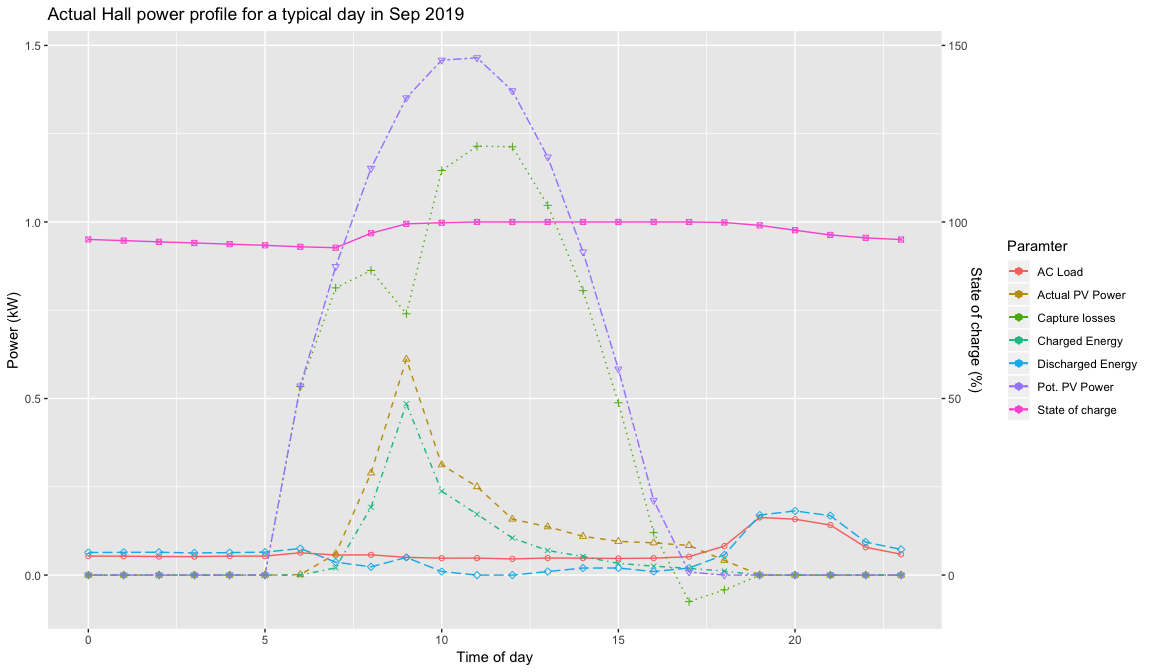 Actual Hall power profile for a typical day in Sep 2019
1.5
1.0
0.5
0.0
Power (kW)
150
100
50
0
State of charge (%)
0
5
10
15
20
Time of day
Paramter
AC Load
Actual PV Power
Capture losses
Charged Energy
Discharged Energy
Pot. PV Power
State of charge